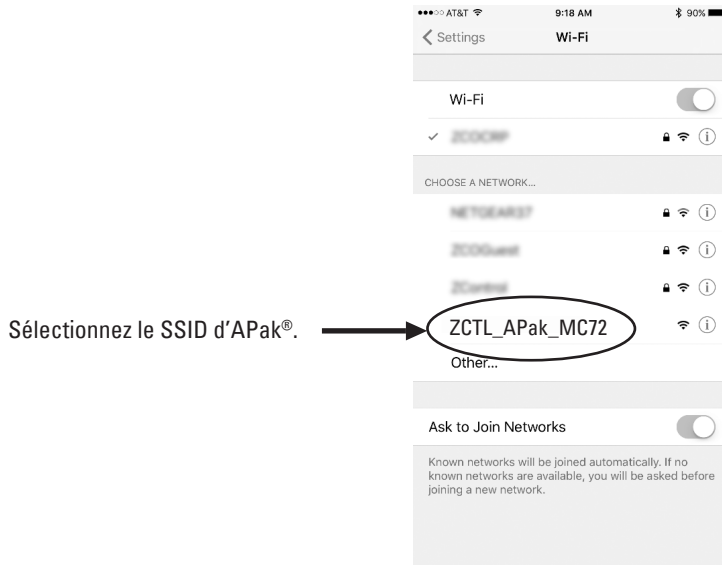 AT&T 9:18 AM 90%
Settings Wi-Fi
Wi-Fi
CHOOSE A NETWORK...
Sélectionnez le SSID d'APak®.
ZCTL_APak_MC72
Other...
Ask to Join Networks
Known networks will be joined automatically. If no
known networks are available, you will be asked before
joining a new network.